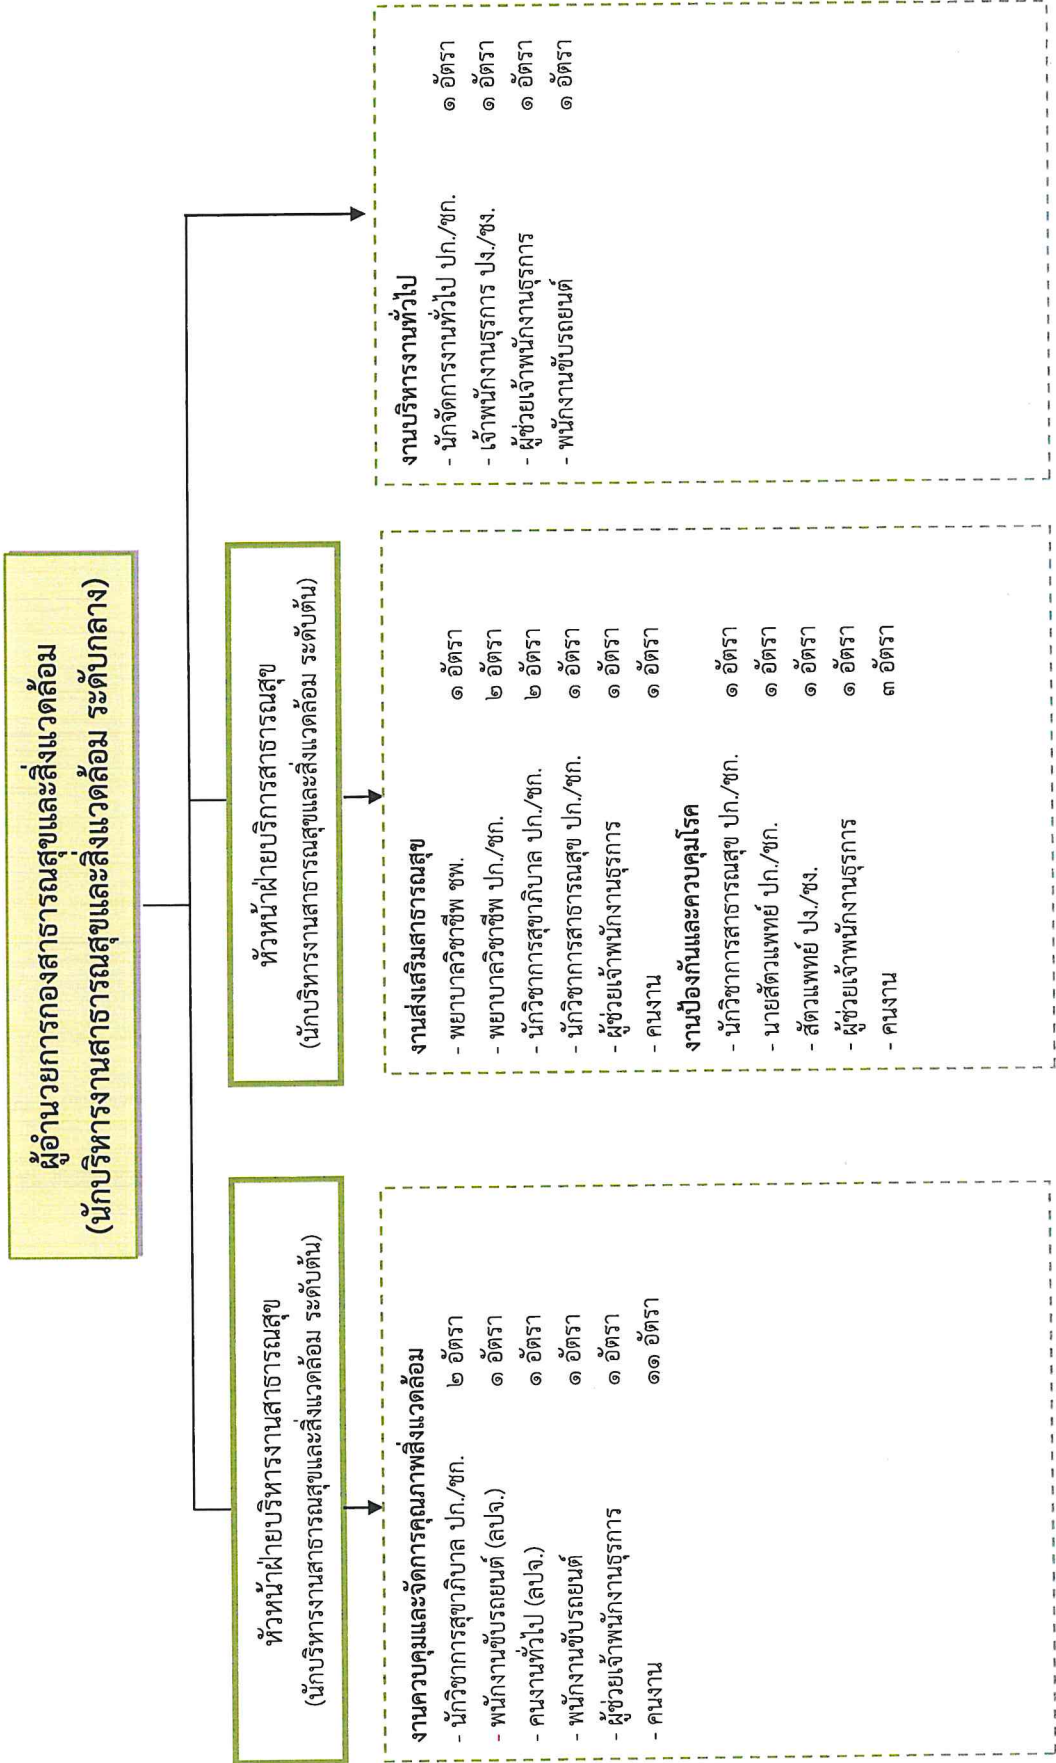 ผู้อำนวยการกองสาธารณสุขและสิ่งแวดล้อม
(นักบริหารงานสาธารณสุขและสิ่งแวดล้อม ระดับกลาง)
หัวหน้าฝ่ายบริหารงานสาธารณสุข
(นักบริหารงานสาธารณสุขและสิ่งแวดล้อม ระดับต้น)
งานควบคุมและจัดการคุณภาพสิ่งแวดล้อม
- นักวิชาการสุขาภิบาล ปก./ชก. ๒ อัตรา
- พนักงานขับรถยนต์ (ลปจ.) ๑ อัตรา
- คนงานทั่วไป (ลปจ.) ๑ อัตรา
- พนักงานขับรถยนต์ ๑ อัตรา
- ผู้ช่วยเจ้าพนักงานธุรการ ๑ อัตรา
- คนงาน ๑๑ อัตรา
หัวหน้าฝ่ายบริการสาธารณสุข
(นักบริหารงานสาธารณสุขและสิ่งแวดล้อม ระดับต้น)
งานส่งเสริมสาธารณสุข
- พยาบาลวิชาชีพ ชพ. ๑ อัตรา
- พยาบาลวิชาชีพ ปก./ชก. ๒ อัตรา
- นักวิชาการสุขาภิบาล ปก./ชก. ๒ อัตรา
- นักวิชาการสาธารณสุข ปก./ชก. ๑ อัตรา
- ผู้ช่วยเจ้าพนักงานธุรการ ๑ อัตรา
- คนงาน ๑ อัตรา
งานป้องกันและควบคุมโรค
- นักวิชาการสาธารณสุข ปก./ชก. ๑ อัตรา
- นายสัตวแพทย์ ปก./ชก. ๑ อัตรา
- สัตวแพทย์ ปง./ชง. ๑ อัตรา
- ผู้ช่วยเจ้าพนักงานธุรการ ๑ อัตรา
- คนงาน ๓ อัตรา
งานบริหารงานทั่วไป
- นักจัดการงานทั่วไป ปก./ชก. ๑ อัตรา
- เจ้าพนักงานธุรการ ปง./ชง. ๑ อัตรา
- ผู้ช่วยเจ้าพนักงานธุรการ ๑ อัตรา
- พนักงานขับรถยนต์ ๑ อัตรา